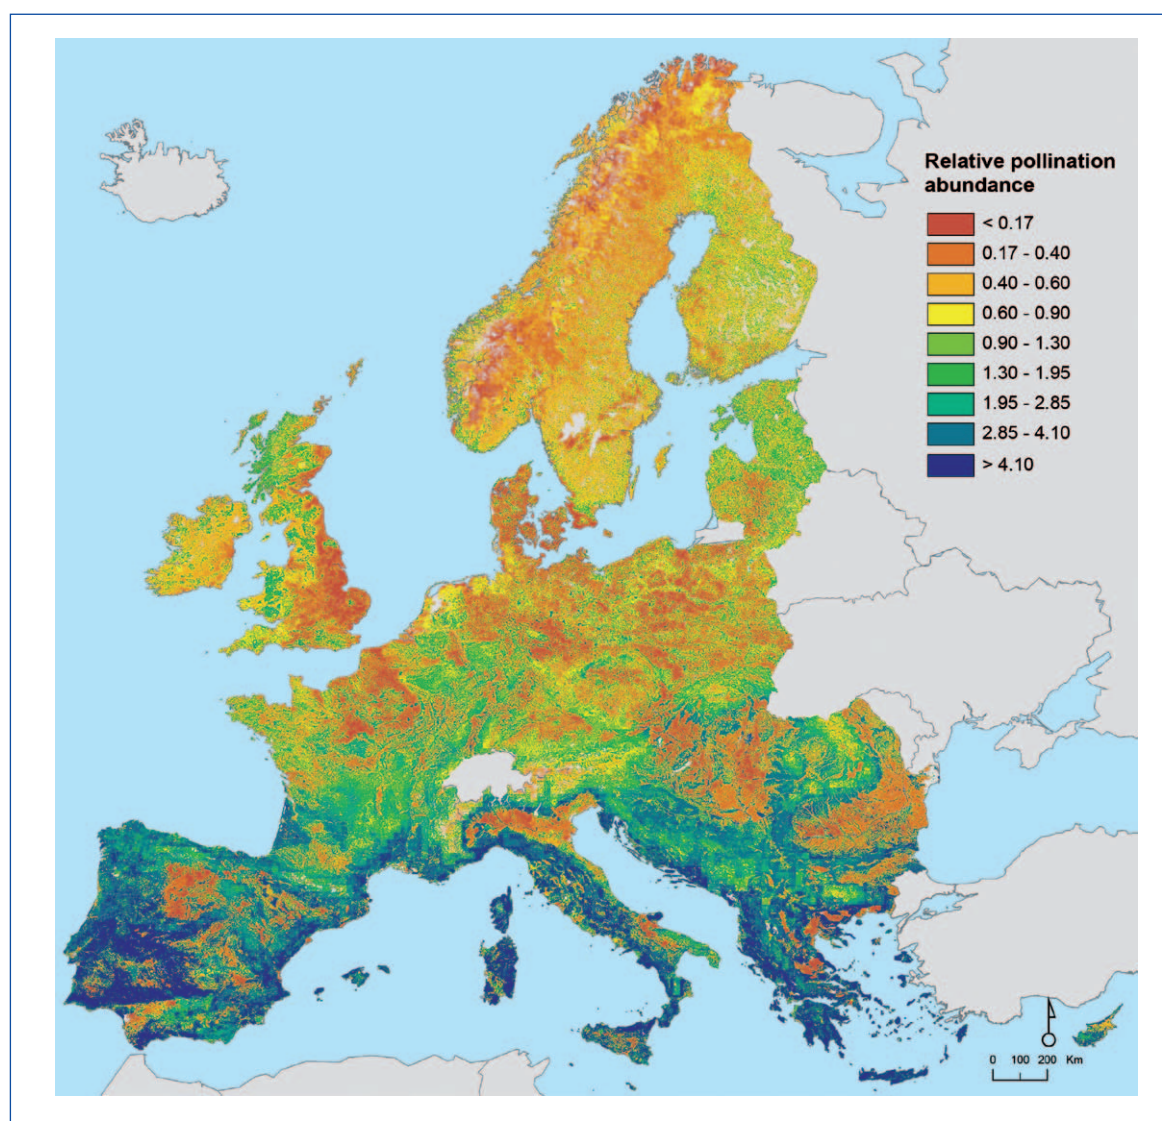 Relative pollination
abundance
< 0.17
0.17 - 0.40
0.40 - 0.60
0.60 - 0.90
0.90 - 1.30
1.30 - 1.95
1.95 - 2.85
2.85 - 4.10
> 4.10
0 100 200 Km